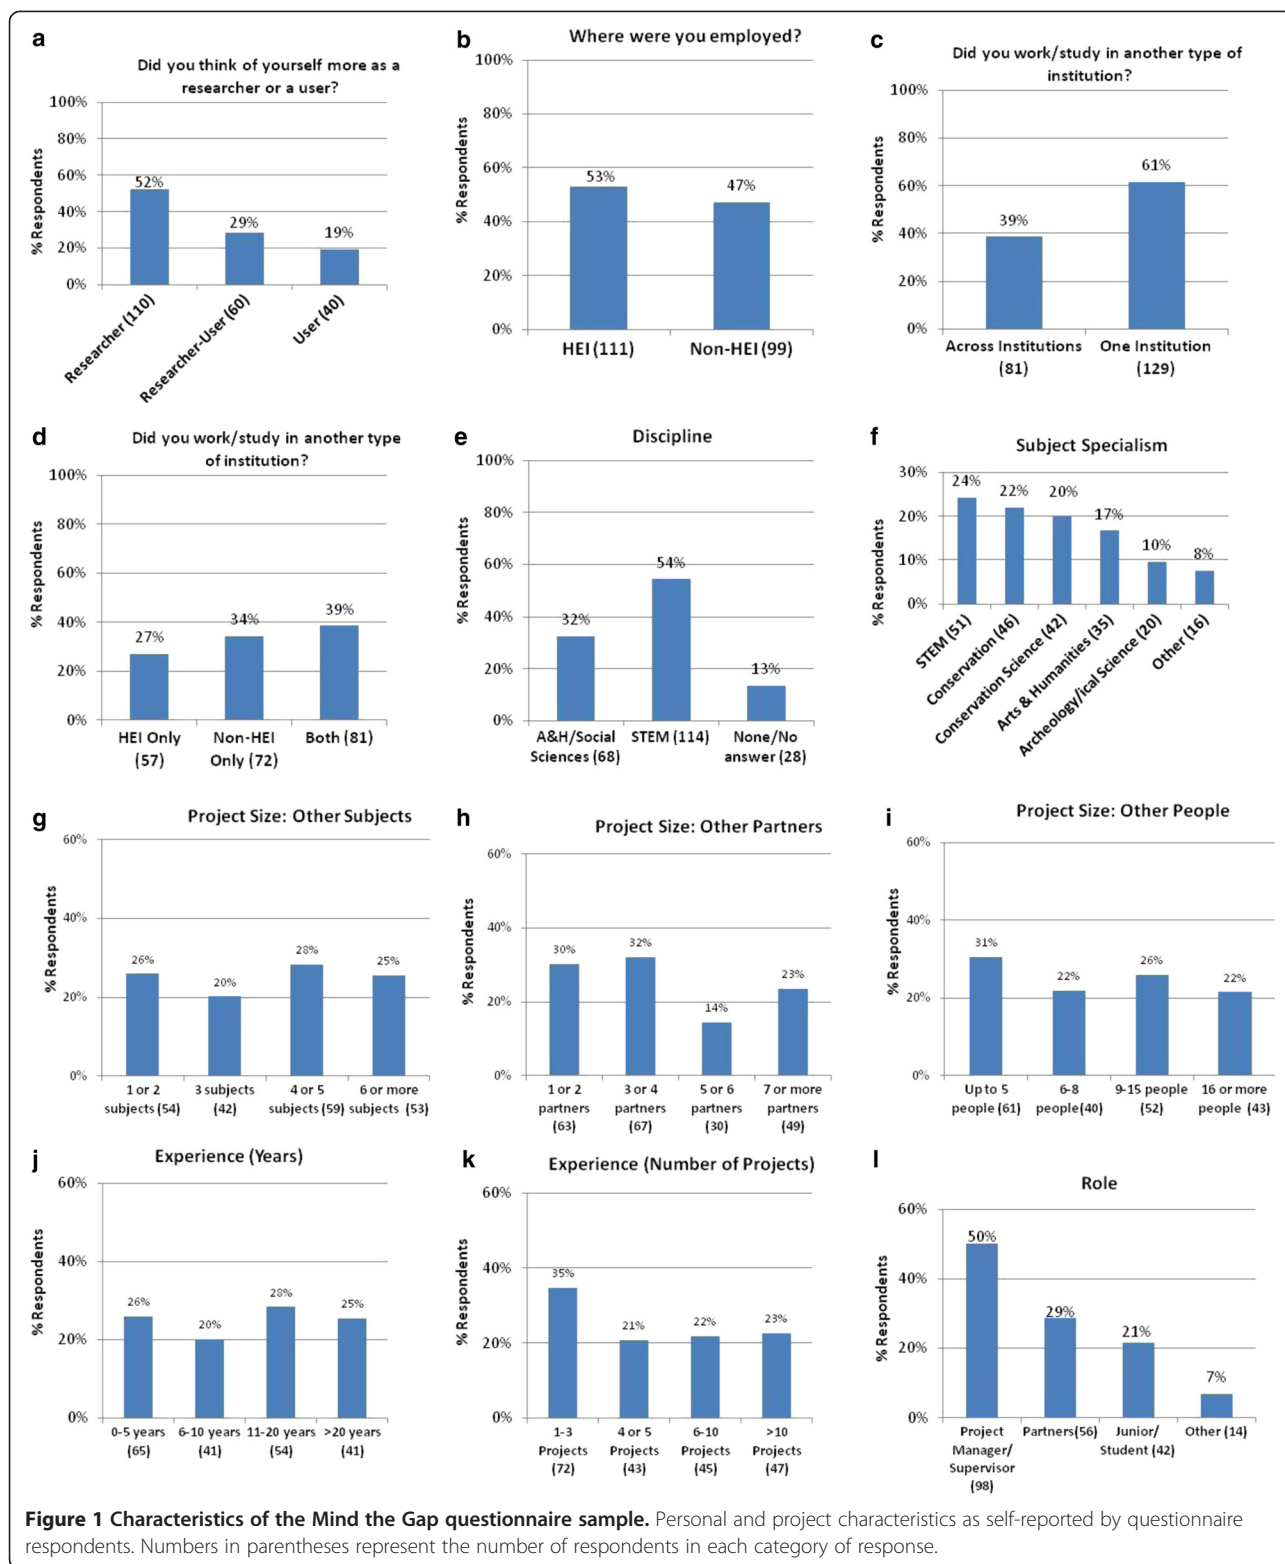 a
Did you think of yourself more as a
researcher or a user?
100%
80%
60%
40%
20%
0%
% Respondents
52%
29%
19%
Researcher (110)
Researcher-User (60)
User (40)
b
Where were you employed?
100%
80%
60%
40%
20%
0%
% Respondents
53%
47%
HEI (111)
Non-HEI (99)
c
Did you work/study in another type of
institution?
100%
80%
60%
40%
20%
0%
% Respondents
39%
61%
Across Institutions
(81)
One Institution
(129)
d
Did you work/study in another type
of institution?
100%
80%
60%
40%
20%
0%
% Respondents
27%
34%
39%
HEI Only
(57)
Non-HEI
Only (72)
Both (81)
e
Discipline
100%
80%
60%
40%
20%
0%
% Respondents
32%
54%
13%
A&H/Social
Sciences (68)
STEM (114)
None/No
answer (28)
f
Subject Specialism
30%
20%
10%
0%
% Respondents
24%
22%
20%
17%
10%
8%
STEM (51)
Conservation (46)
Conservation Science (42)
Arts & Humanities (35)
Archeology/ical Science (20)
Other (16)
g
Project Size: Other Subjects
60%
40%
20%
0%
% Respondents
26%
20%
28%
25%
1 or 2
subjects (54)
3 subjects
(42)
4 or 5
subjects (59)
6 or more
subjects (53)
h
Project Size: Other Partners
60%
40%
20%
0%
% Respondents
30%
32%
14%
23%
1 or 2
partners
(63)
3 or 4
partners
(67)
5 or 6
partners
(30)
7 or more
partners
(49)
i
Project Size: Other People
60%
40%
20%
0%
% Respondents
31%
22%
26%
22%
Up to 5
people (61)
6-8
people(40)
9-15 people
(52)
16 or more
people (43)
j
Experience (Years)
60%
40%
20%
0%
% Respondents
26%
20%
28%
25%
0-5 years
(65)
6-10 years
(41)
11-20 years
(54)
>20 years
(41)
k
Experience (Number of Projects)
60%
40%
20%
0%
% Respondents
35%
21%
22%
23%
1-3
Projects
(72)
4 or 5
Projects
(43)
6-10
Projects
(45)
>10
Projects
(47)
l
Role
60%
40%
20%
0%
% Respondents
50%
29%
21%
7%
Project
Manager/
Supervisor
(98)
Partners(56)
Junior/
Student (42)
Other (14)
Figure 1 Characteristics of the Mind the Gap questionnaire sample. Personal and project characteristics as self-reported by questionnaire
respondents. Numbers in parentheses represent the number of respondents in each category of response.